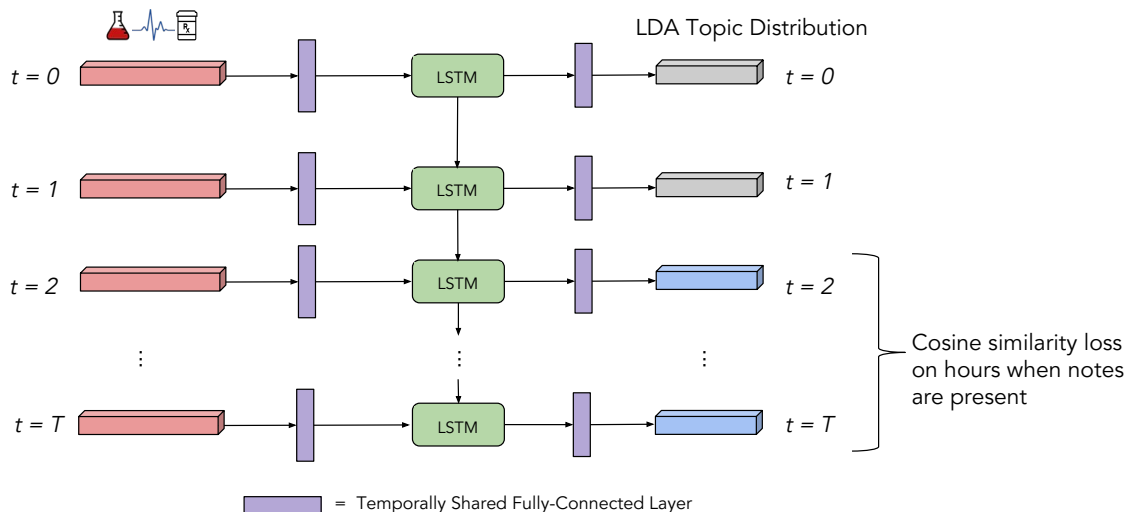 LDA Topic Distribution
Rx
t = 0
LSTM
t = 0
t = 1
LSTM
t = 1
t = 2
LSTM
t = 2
⋮
⋮
⋮
Cosine similarity loss
on hours when notes
are present
t = T
LSTM
t = T
= Temporally Shared Fully-Connected Layer